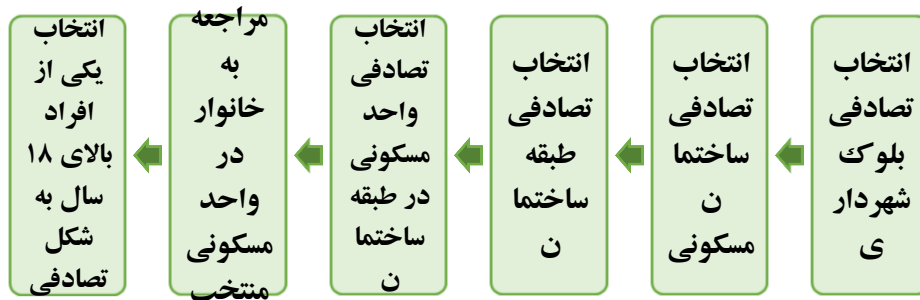 انتخاب
تصادفی
بلوک
شهردار
ی
انتخاب
تصادفی
ساختما
ن
مسکونی
انتخاب
تصادفی
طبقه
ساختما
ن
انتخاب
تصادفی
واحد
مسکونی
در طبقه
ساختما
ن
مراجعه
به
خانوار
در
واحد
مسکونی
منتخب
انتخاب
یکی از
افراد
بالای ۱۸
سال به
شکل
تصادفی